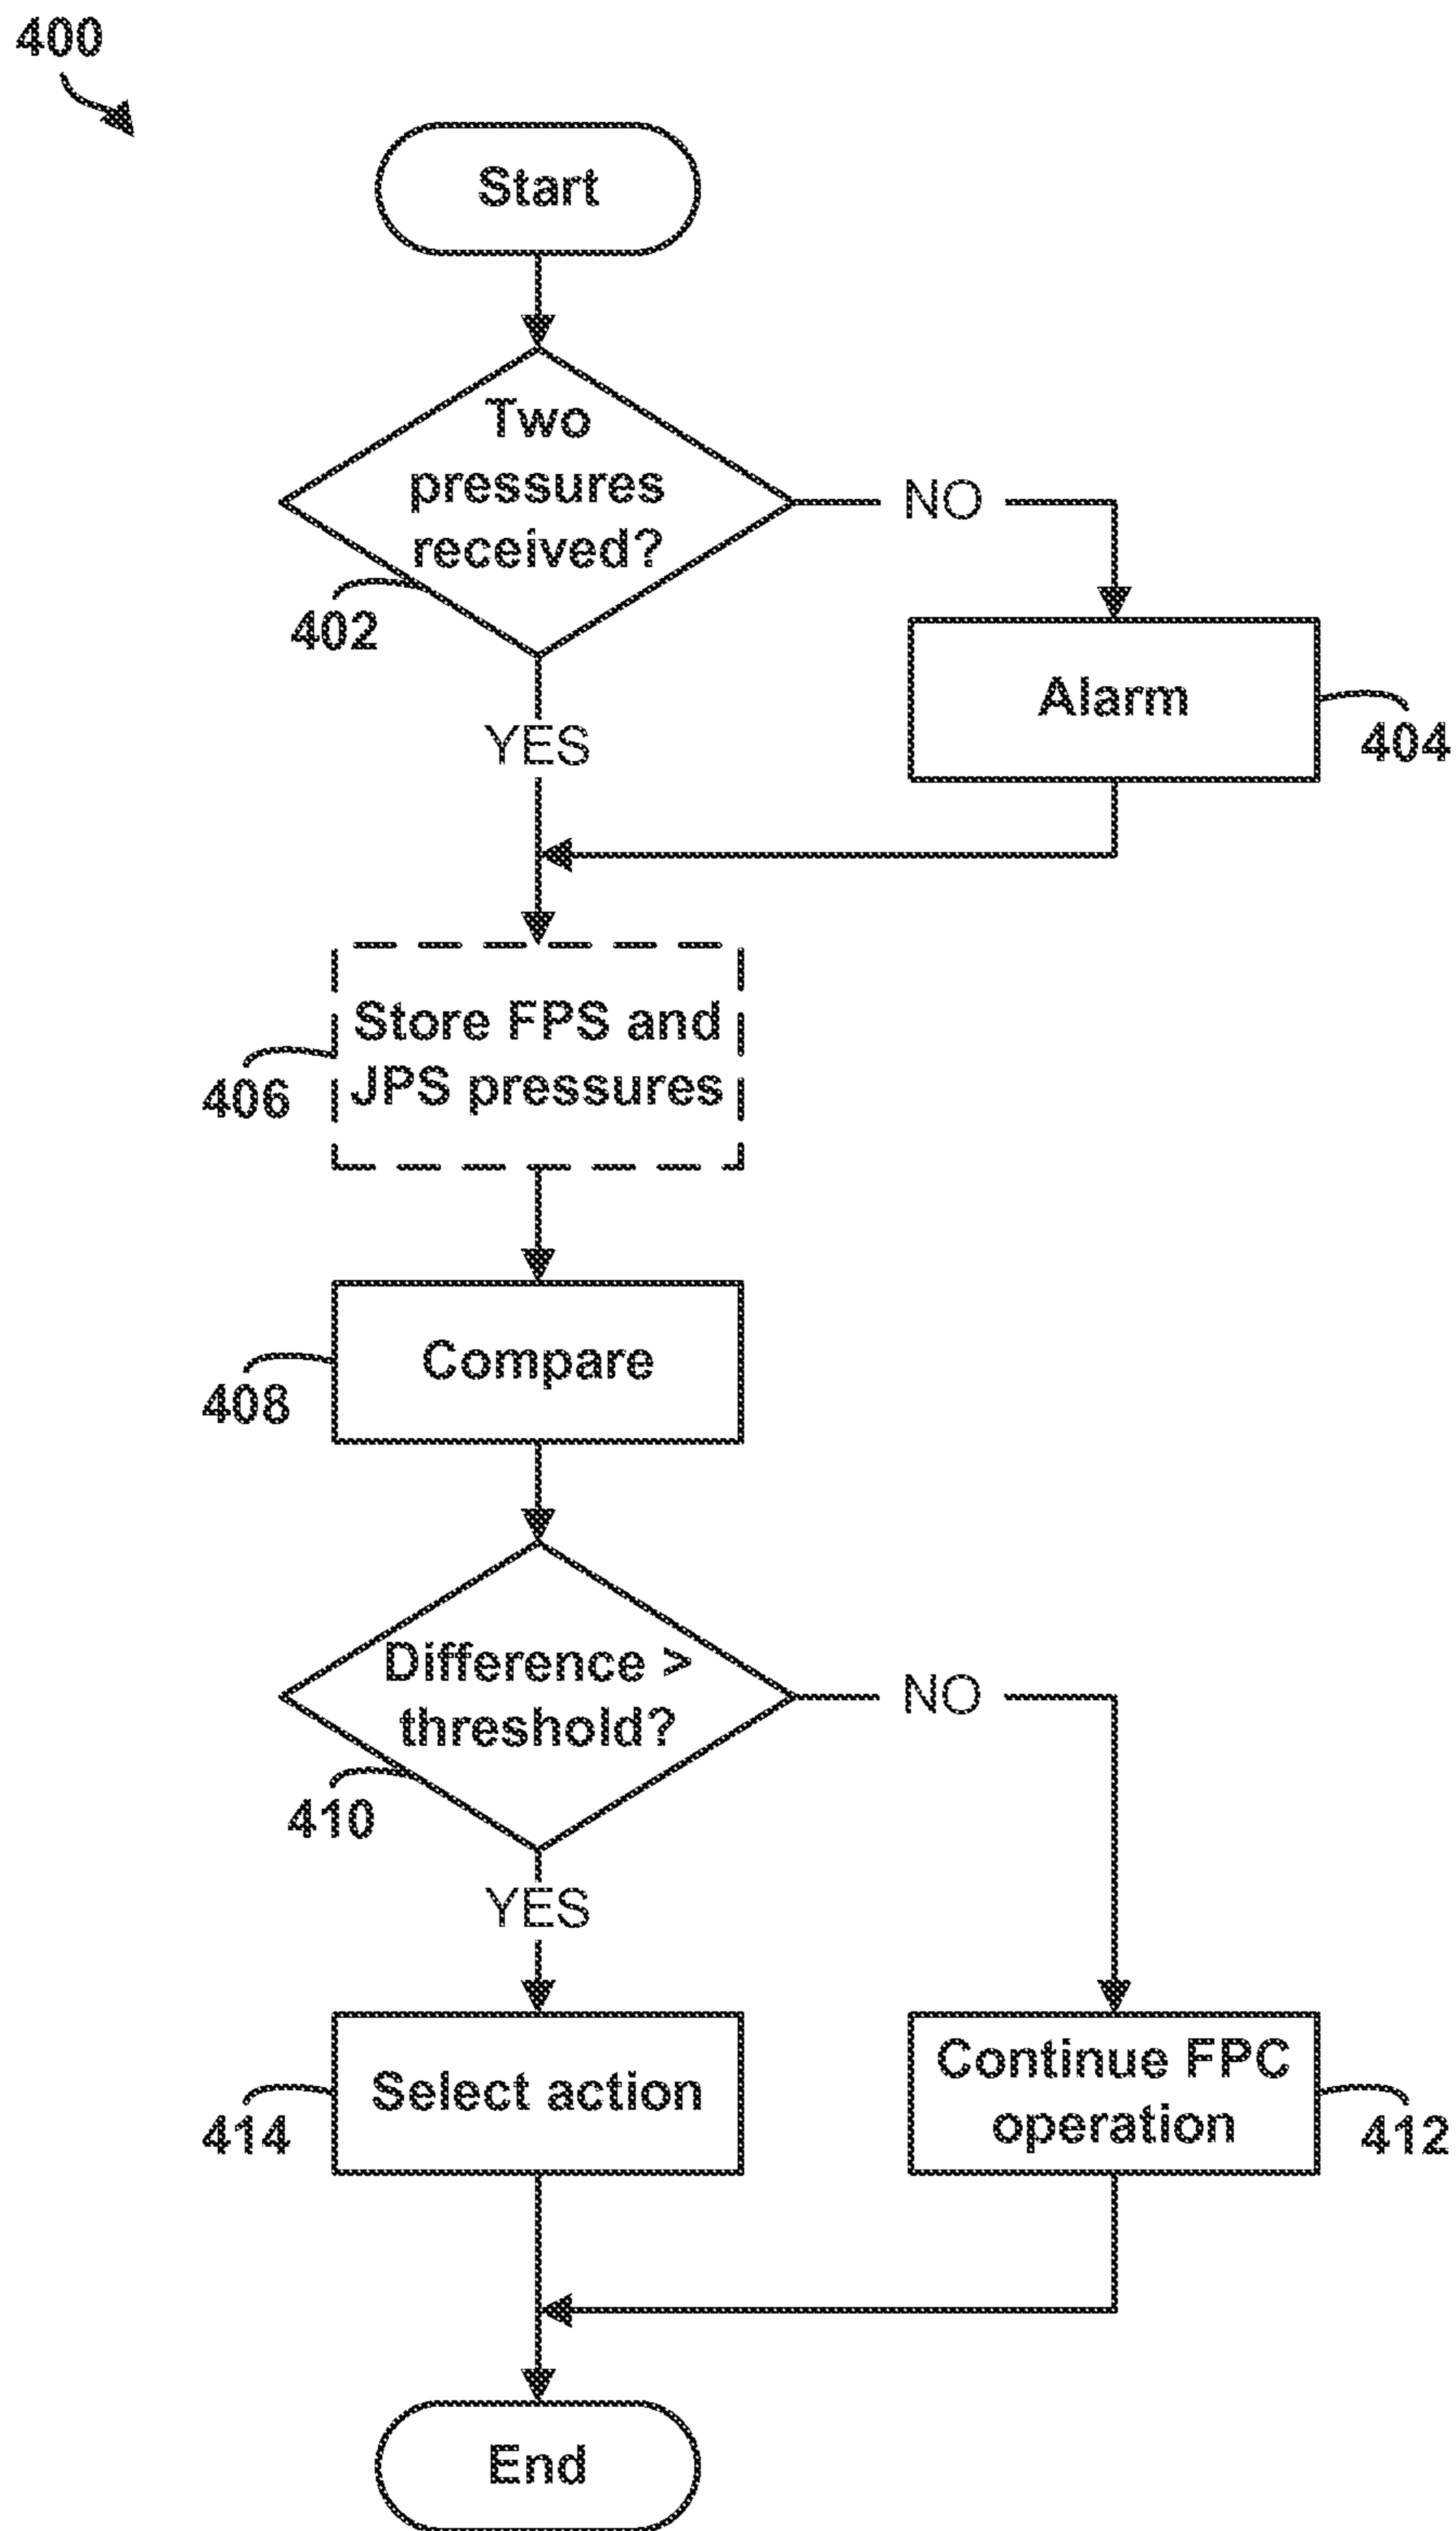 400
Start
Two
pressures
received?
402
NO
Alarm
404
YES
Store FPS and
JPS pressures
406
Compare
408
Difference >
threshold?
410
NO
YES
Select action
414
Continue FPC
operation
412
End